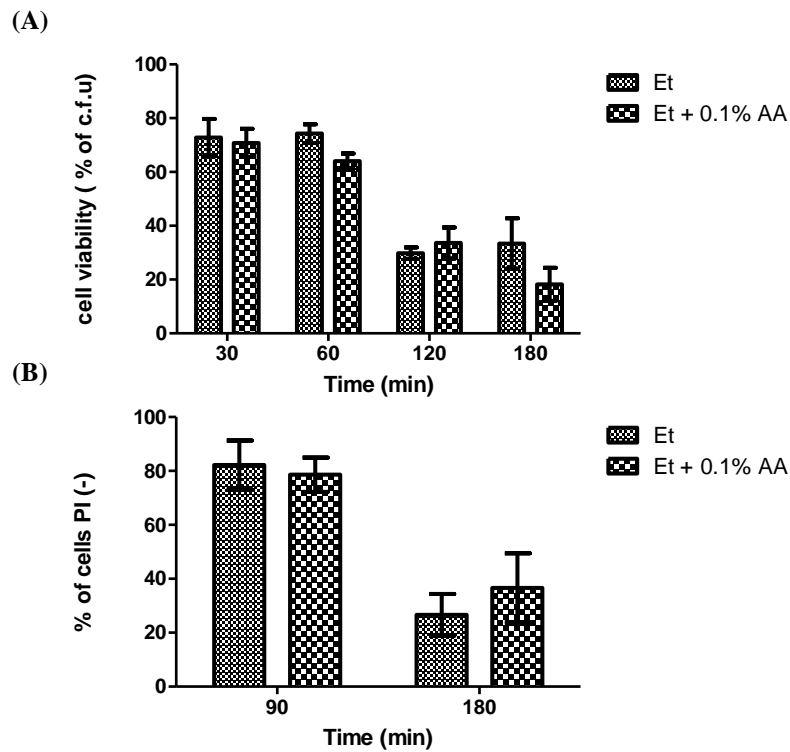 (A)
100
80
60
40
20
0
cell viability ( % of c.f.u)
30 60 120 180
Time (min)
Et
Et + 0.1% AA
(B)
100
80
60
40
20
0
% of cells PI (-)
90 180
Time (min)
Et
Et + 0.1% AA